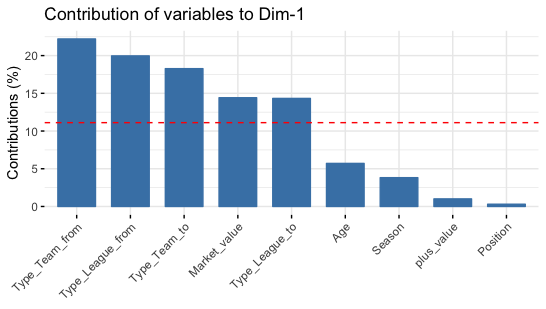 Contribution of variables to Dim-1
Contributions (%)
20
15
10
5
0
Type_Team_from
Type_League_from
Type_Team_to
Market_value
Type_League_to
Age
Season
plus_value
Position